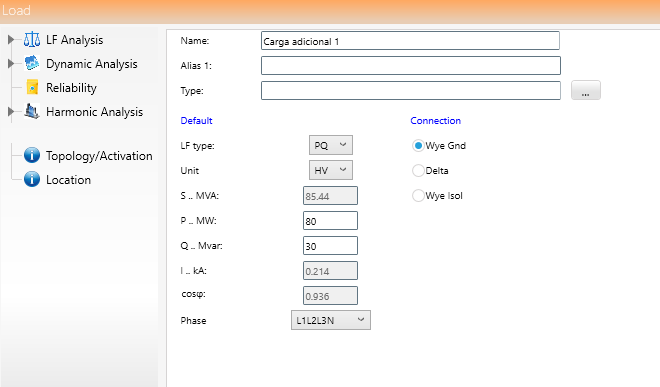 Load
LF Analysis
Dynamic Analysis
Reliability
Harmonic Analysis
Topology/Activation
Location
Name: Carga adicional 1
Alias 1:
Type: ...
Default Connection
LF type: PQ Wye Gnd
Unit HV Delta
S .. MVA: 85.44 Wye Isol
P .. MW: 80
Q .. Mvar: 30
I .. kA: 0.214
cosφ: 0.936
Phase L1L2L3N